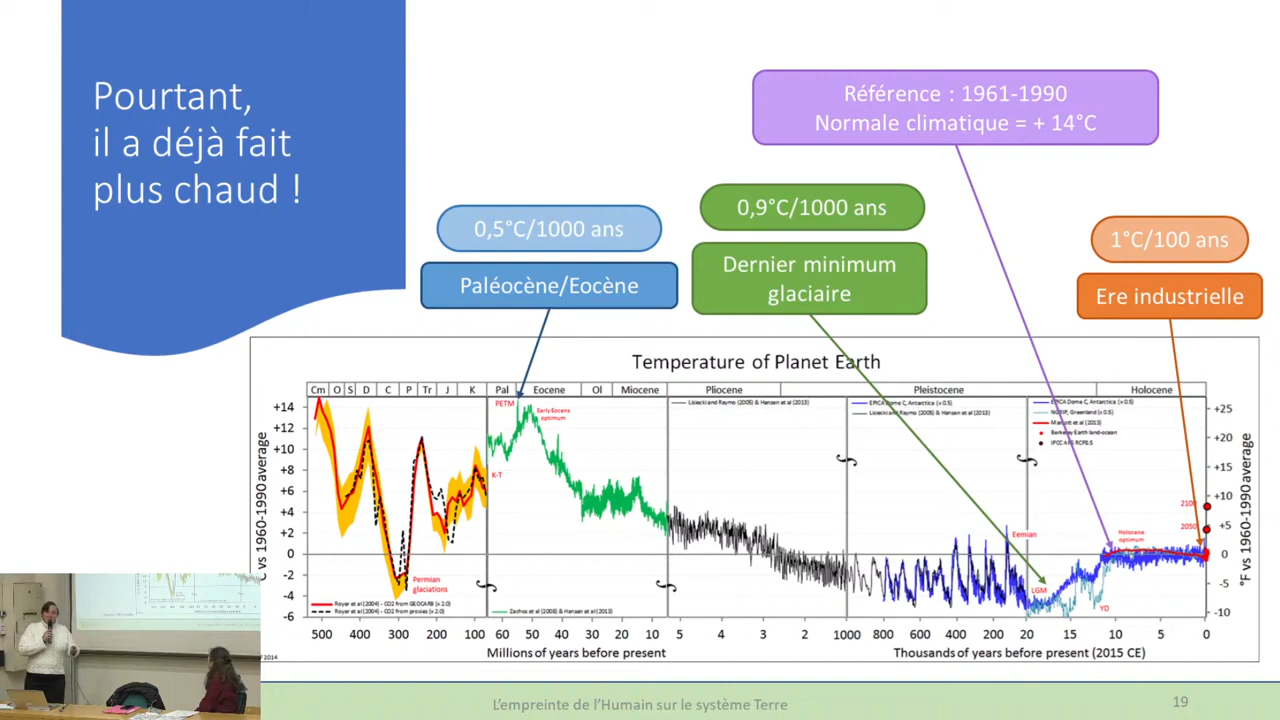 Pourtant,
il a déjà fait
plus chaud !
Référence : 1961-1990
Normale climatique = + 14°C
0,5°C/1000 ans
Paléocène/Eocène
0,9°C/1000 ans
Dernier minimum
glaciaire
1°C/100 ans
Ere industrielle
Temperature of Planet Earth
Cm O S D C P Tr J K Pal Eocene Ol Miocene Pliocene Pleistocene Holocene
+14
+12
+10
+8
+6
+4
+2
0
-2
-4
-6
°C vs 1960-1990 average
PETM
Early Eocene
optimum
K-T
Permian
glaciations
Royer et al (2004) - CO2 from GEOCARB (x 2.0)
Royer et al (2004) - CO2 from proxies (x 2.0)
Zachos et al (2008) & Hansen et al (2013)
Lisiecki and Raymo (2005) & Hansen et al (2013)
EPICA Dome C, Antarctica (x 0.5)
Lisiecki and Raymo (2005) & Hansen et al (2013)
EPICA Dome C, Antarctica (x 0.5)
NGRIP, Greenland (x 0.5)
Marcott et al (2013)
Berkeley Earth land-ocean
IPCC AR5 RCP8.5
Eemian
LGM
YD
Holocene
optimum
2100
2050
+25
+20
+15
+10
+5
0
-5
-10
°F vs 1960-1990 average
500 400 300 200 100 60 50 40 30 20 10 5 4 3 2 1000 800 600 400 200 20 15 10 5 0
Millions of years before present
Thousands of years before present (2015 CE)
2014
L'empreinte de l'Humain sur le système Terre
19